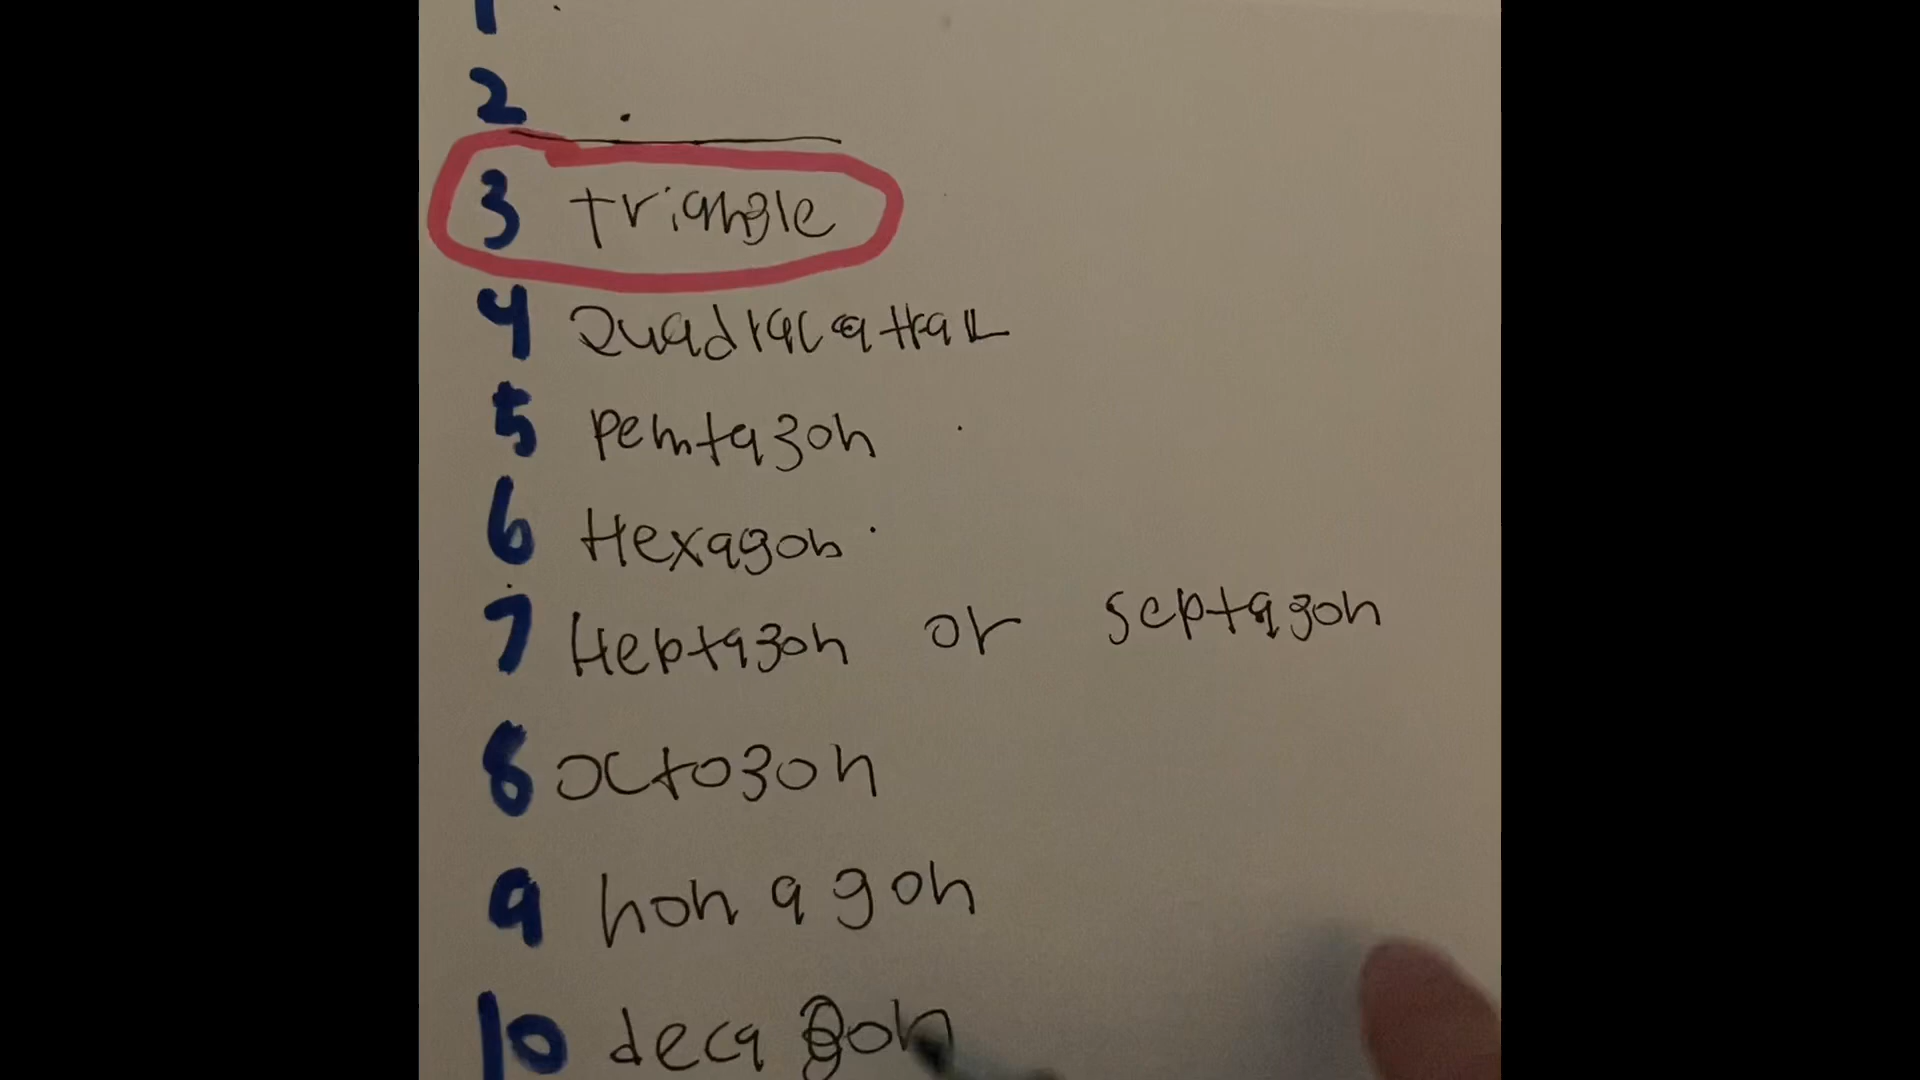 1
2
3 triangle
4 Quadracatral
5 pentagon
6 Hexagon
7 Heptagon or septagon
8 octogon
9 nonagon
10 decagon